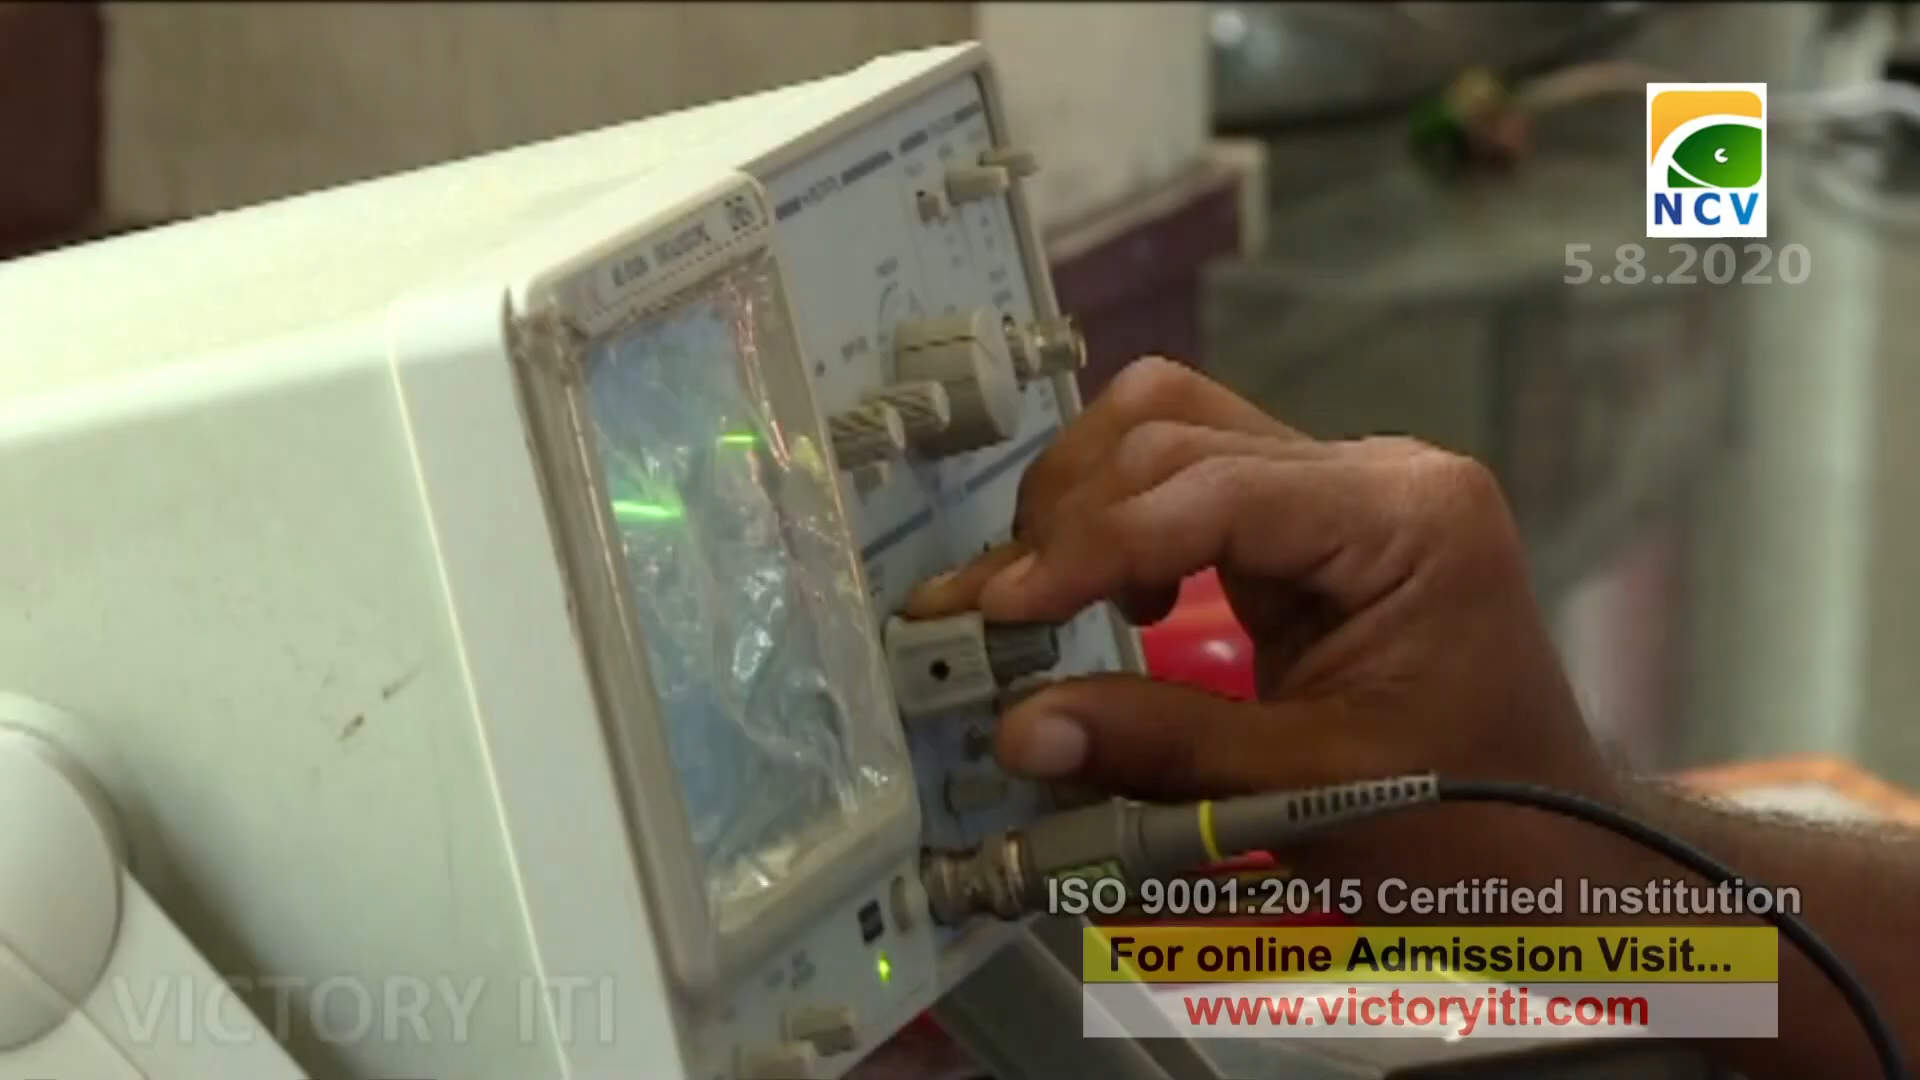 NCV
5.8.2020
ISO 9001:2015 Certified Institution
For online Admission Visit...
www.victoryiti.com
VICTORY ITI